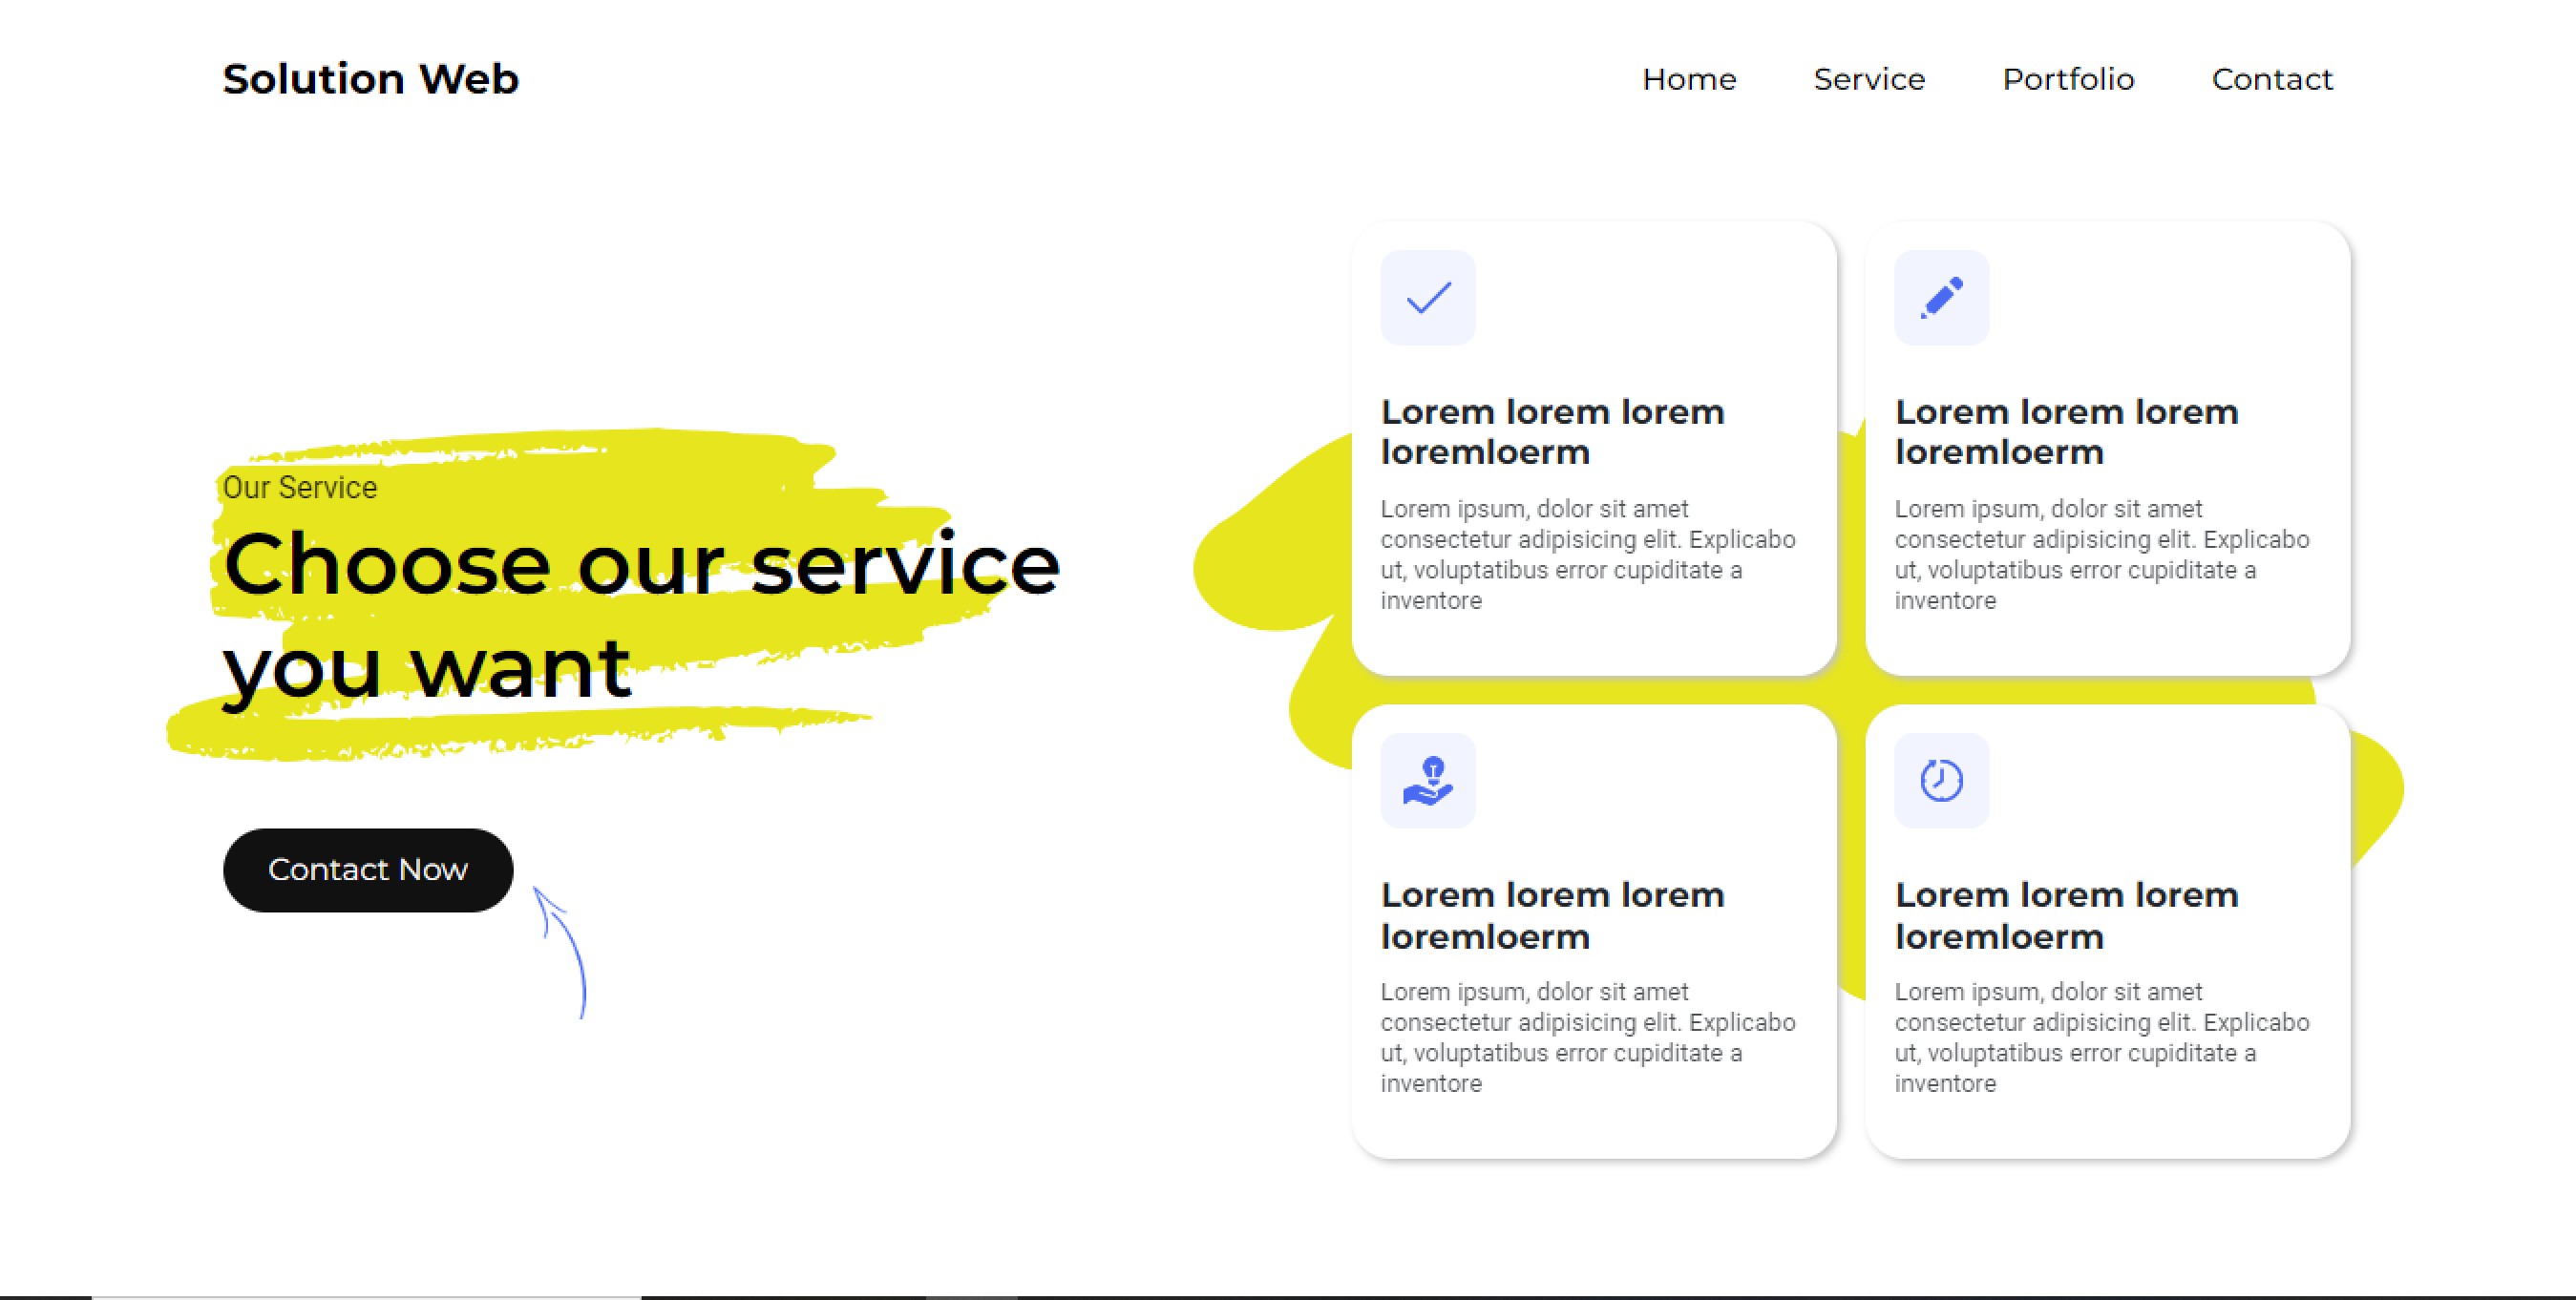 Solution Web
Home Service Portfolio Contact
Our Service
Choose our service
you want
Contact Now
Lorem lorem lorem
loremloerm
Lorem ipsum, dolor sit amet
consectetur adipisicing elit. Explicabo
ut, voluptatibus error cupiditate a
inventore
Lorem lorem lorem
loremloerm
Lorem ipsum, dolor sit amet
consectetur adipisicing elit. Explicabo
ut, voluptatibus error cupiditate a
inventore
Lorem lorem lorem
loremloerm
Lorem ipsum, dolor sit amet
consectetur adipisicing elit. Explicabo
ut, voluptatibus error cupiditate a
inventore
Lorem lorem lorem
loremloerm
Lorem ipsum, dolor sit amet
consectetur adipisicing elit. Explicabo
ut, voluptatibus error cupiditate a
inventore